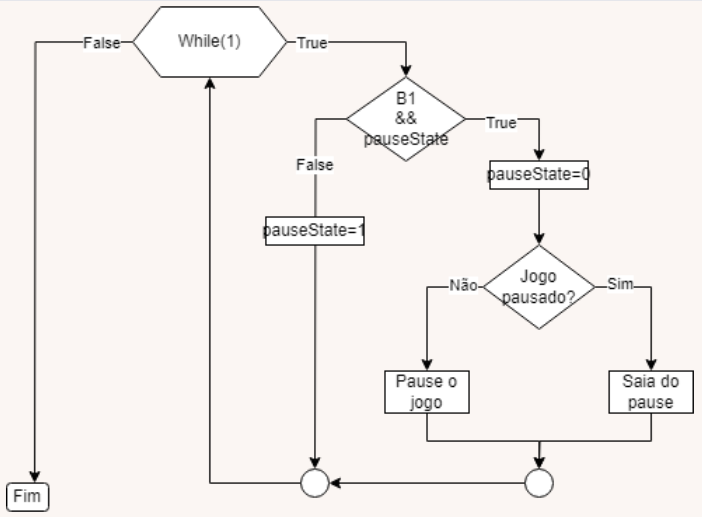 While(1)
False
True
B1
&&
pauseState
True
False
pauseState=0
pauseState=1
Jogo
pausado?
Não
Sim
Pause o
jogo
Saia do
pause
Fim